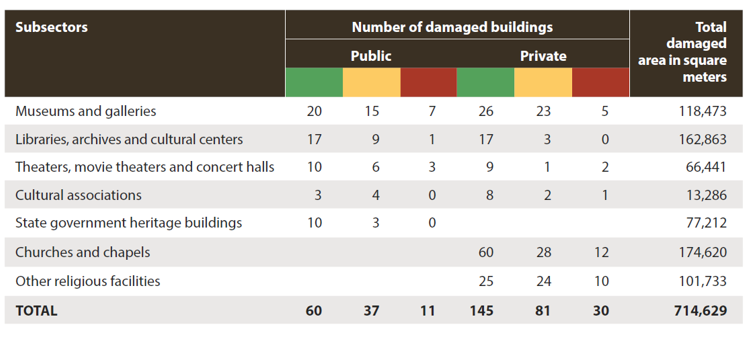 Subsectors Number of damaged buildings Total damaged area in square meters
Public Private
Museums and galleries 20 15 7 26 23 5 118,473
Libraries, archives and cultural centers 17 9 1 17 3 0 162,863
Theaters, movie theaters and concert halls 10 6 3 9 1 2 66,441
Cultural associations 3 4 0 8 2 1 13,286
State government heritage buildings 10 3 0 77,212
Churches and chapels 60 28 12 174,620
Other religious facilities 25 24 10 101,733
TOTAL 60 37 11 145 81 30 714,629